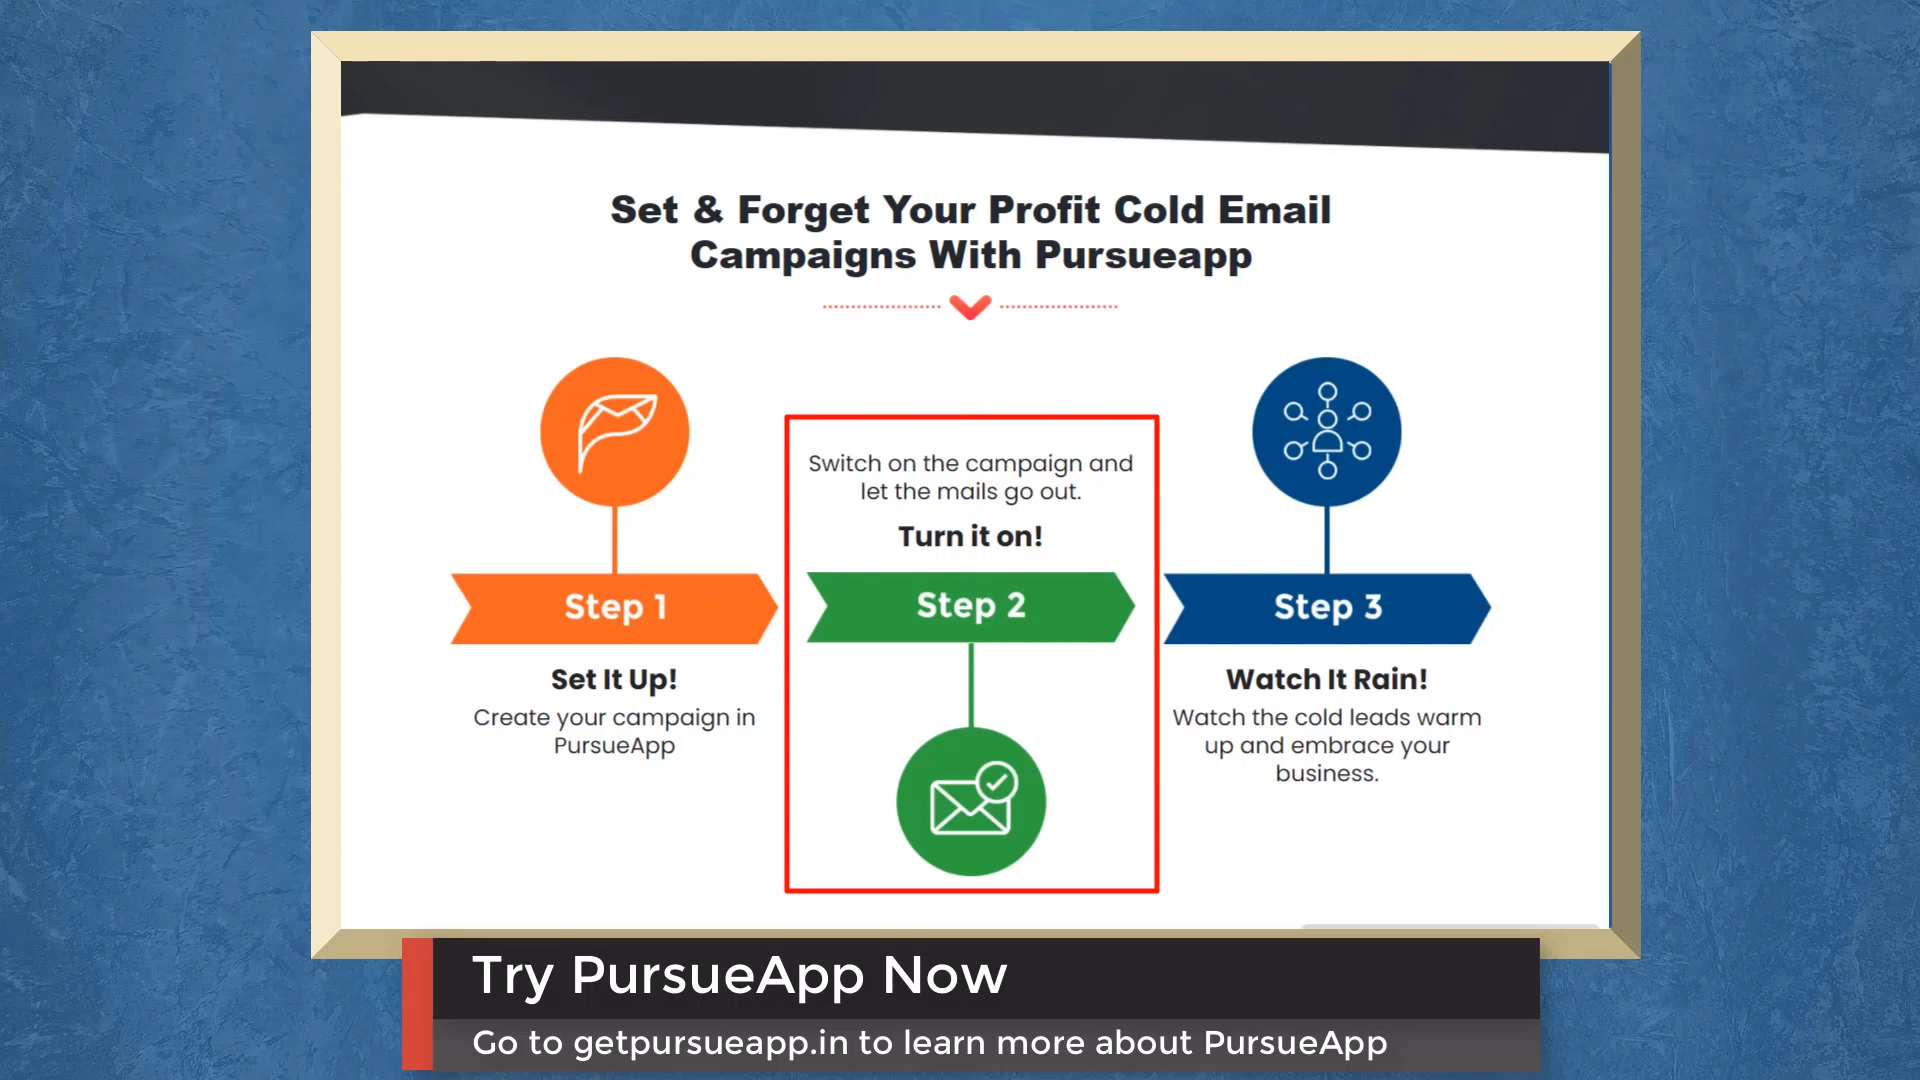 Set & Forget Your Profit Cold Email
Campaigns With Pursueapp
Step 1
Set It Up!
Create your campaign in
PursueApp
Switch on the campaign and
let the mails go out.
Turn it on!
Step 2
Step 3
Watch It Rain!
Watch the cold leads warm
up and embrace your
business.
Try PursueApp Now
Go to getpursueapp.in to learn more about PursueApp